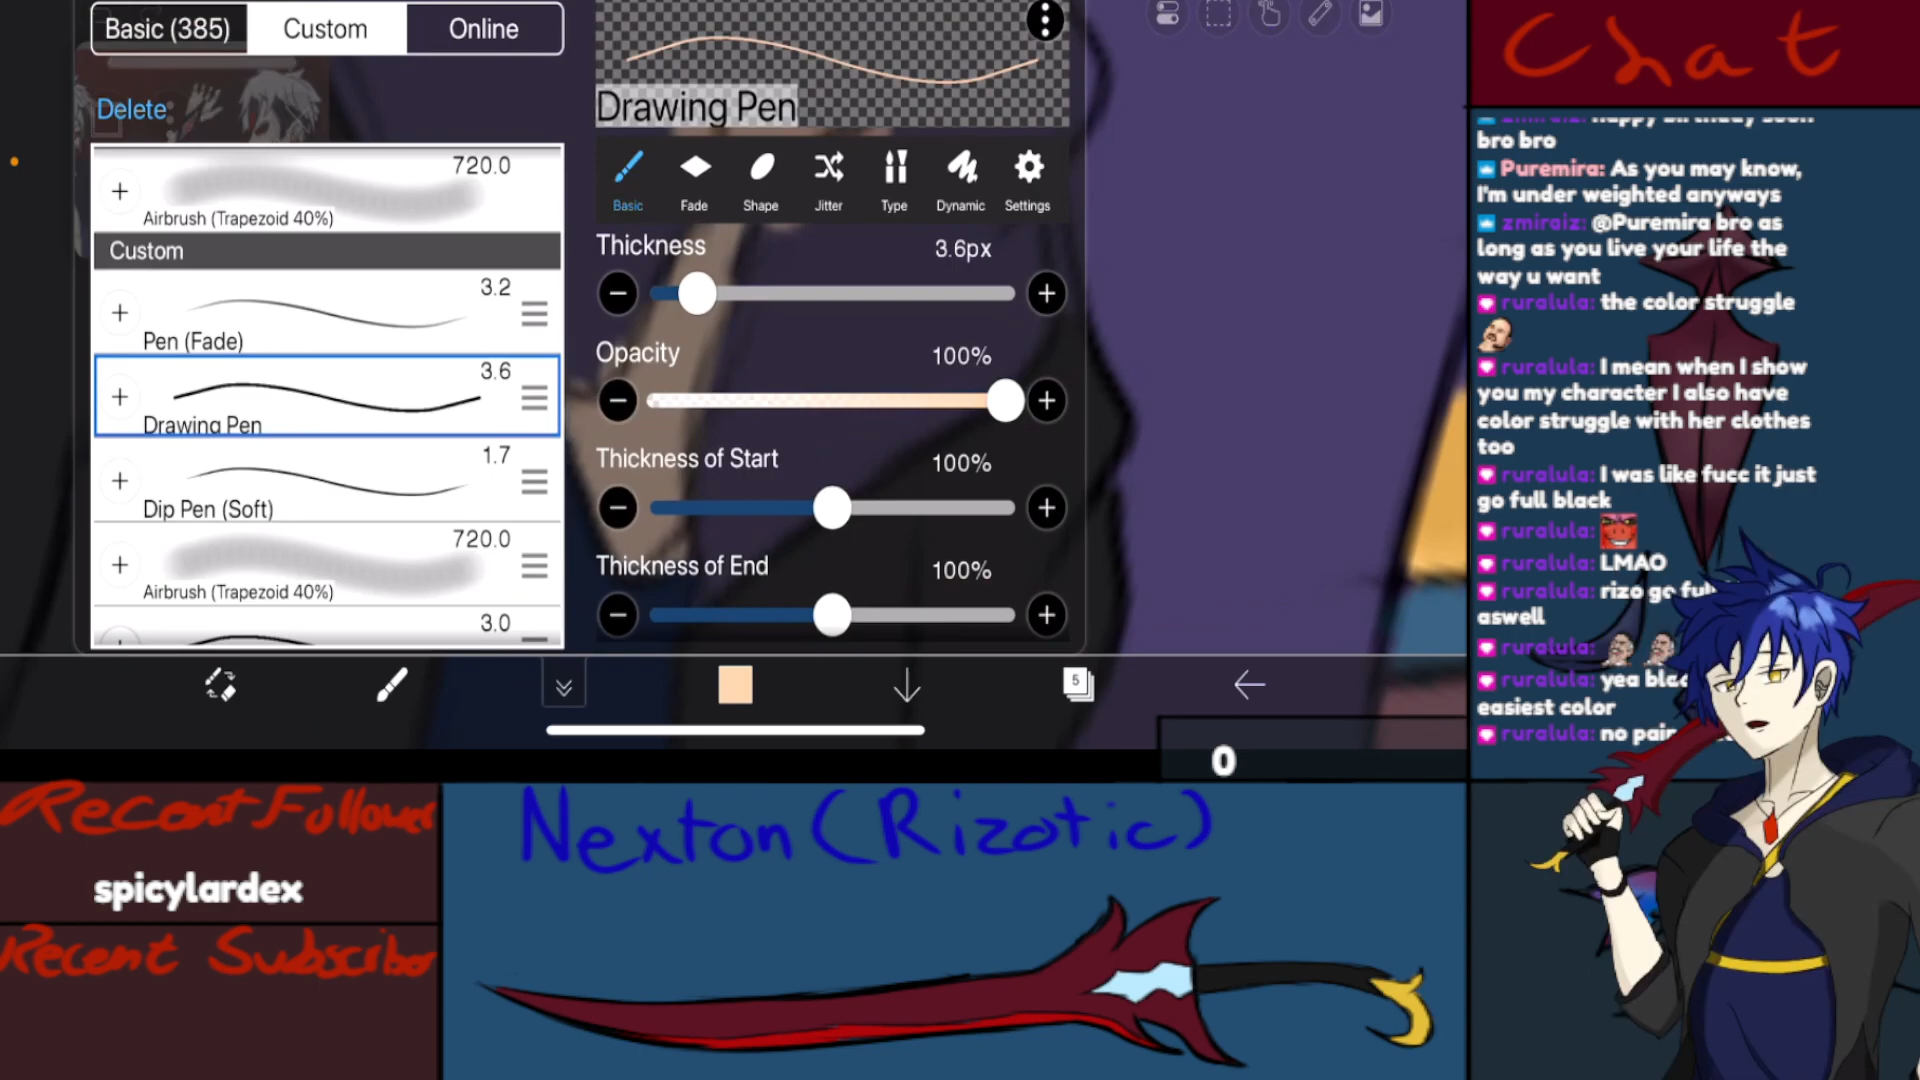 Basic (385)
Custom
Online
Delete
720.0
Airbrush (Trapezoid 40%)
Custom
3.2
Pen (Fade)
3.6
Drawing Pen
1.7
Dip Pen (Soft)
720.0
Airbrush (Trapezoid 40%)
3.0
Drawing Pen
Basic
Fade
Shape
Jitter
Type
Dynamic
Settings
Thickness
3.6px
Opacity
100%
Thickness of Start
100%
Thickness of End
100%
5
0
Chat
zmiraiz: happy birthday soon
bro bro
Puremira: As you may know,
I'm under weighted anyways
zmiraiz: @Puremira bro as
long as you live your life the
way u want
ruralula: the color struggle
ruralula: I mean when I show
you my character I also have
color struggle with her clothes
too
ruralula: I was like fucc it just
go full black
ruralula:
ruralula: LMAO
ruralula: rizo go
aswell
ruralula:
ruralula: yea
easiest color
ruralula: no
Recent Follower
spicylardex
Recent Subscriber
Nexton (Rizotic)